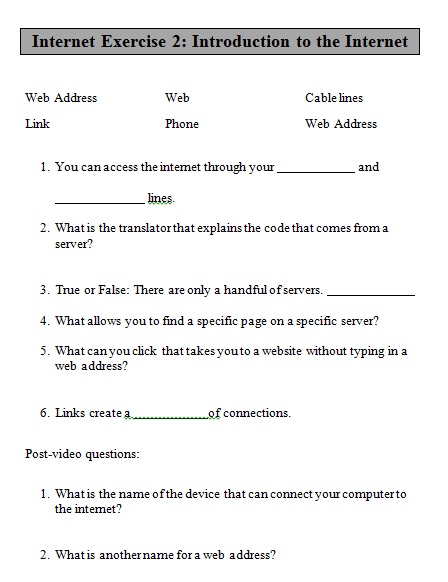 Internet Exercise 2: Introduction to the Internet
Web Address Web Cable lines
Link Phone Web Address
1. You can access the internet through your ____________ and
______________ lines.
2. What is the translator that explains the code that comes from a
server?
3. True or False: There are only a handful of servers. ______________
4. What allows you to find a specific page on a specific server?
5. What can you click that takes you to a website without typing in a
web address?
6. Links create a ____________ of connections.
Post-video questions:
1. What is the name of the device that can connect your computer to
the internet?
2. What is another name for a web address?